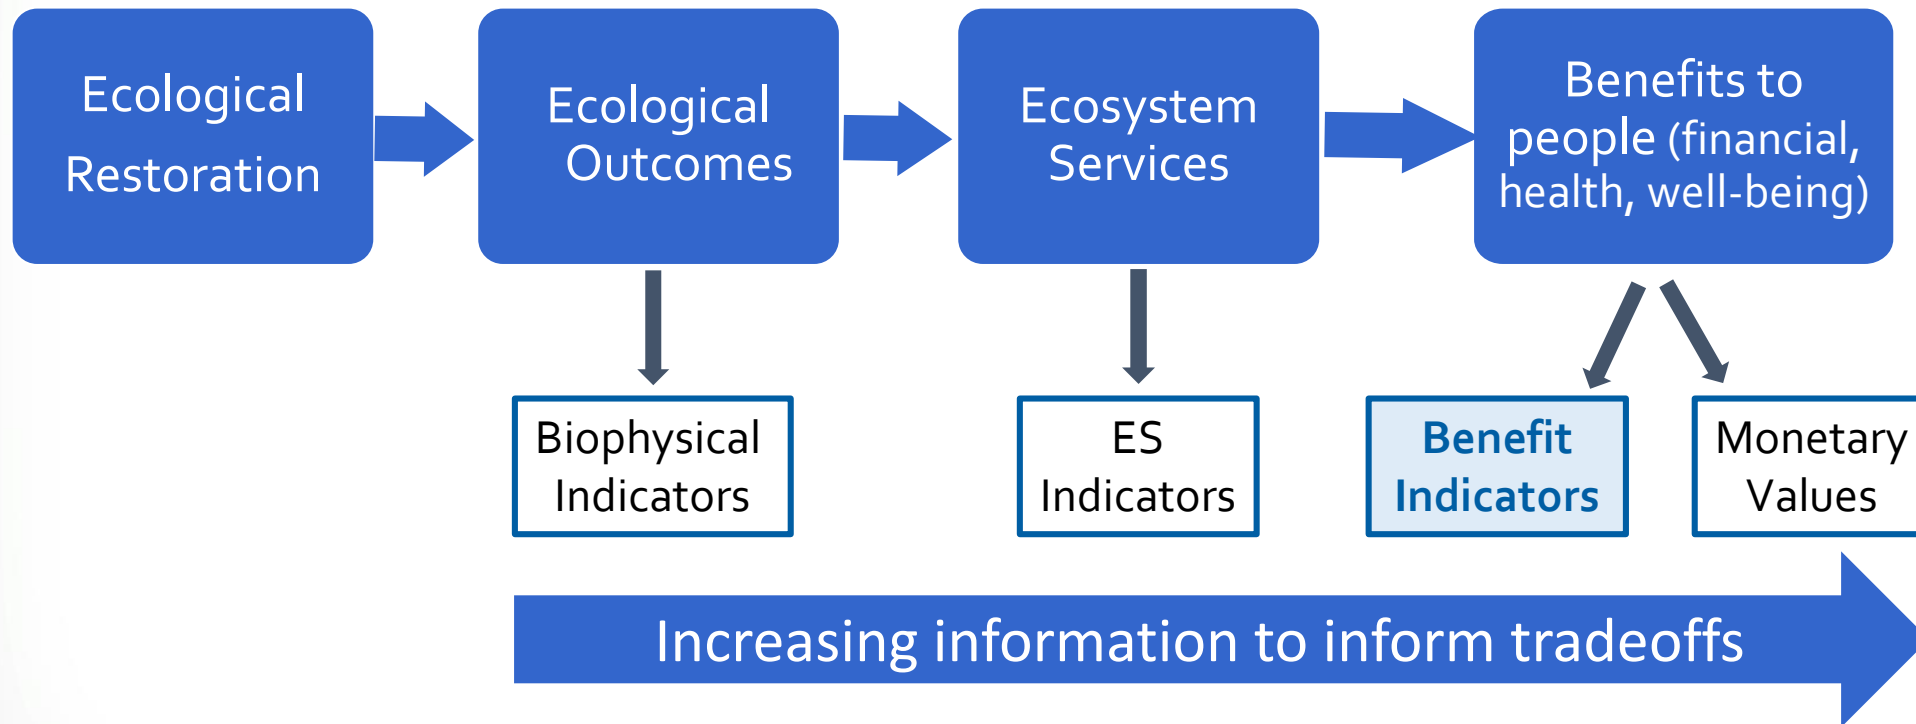 Ecological
Restoration
Ecological
Outcomes
Ecosystem
Services
Benefits to
people (financial,
health, well-being)
Biophysical
Indicators
ES
Indicators
Benefit
Indicators
Monetary
Values
Increasing information to inform tradeoffs